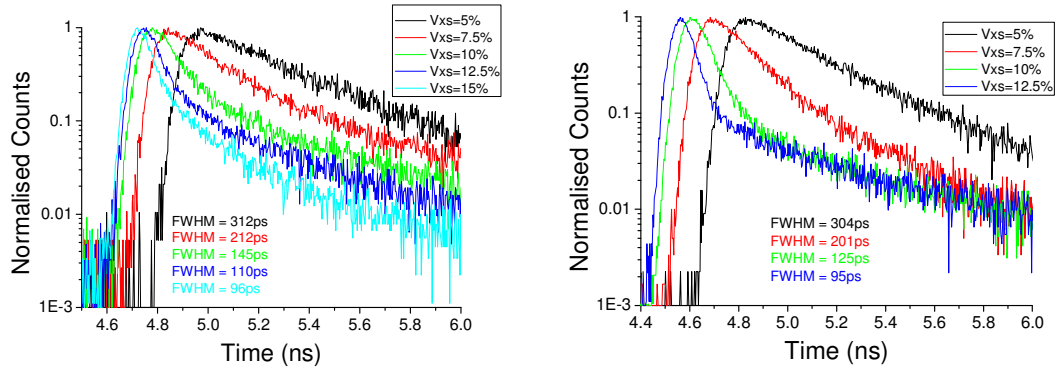 Normalised Counts
1
0.1
0.01
1E-3
Vxs=5%
Vxs=7.5%
Vxs=10%
Vxs=12.5%
Vxs=15%
FWHM = 312ps
FWHM = 212ps
FWHM = 145ps
FWHM = 110ps
FWHM = 96ps
4.6 4.8 5.0 5.2 5.4 5.6 5.8 6.0
Time (ns)
Normalised Counts
1
0.1
0.01
1E-3
Vxs=5%
Vxs=7.5%
Vxs=10%
Vxs=12.5%
FWHM = 304ps
FWHM = 201ps
FWHM = 125ps
FWHM = 95ps
4.4 4.6 4.8 5.0 5.2 5.4 5.6 5.8 6.0
Time (ns)